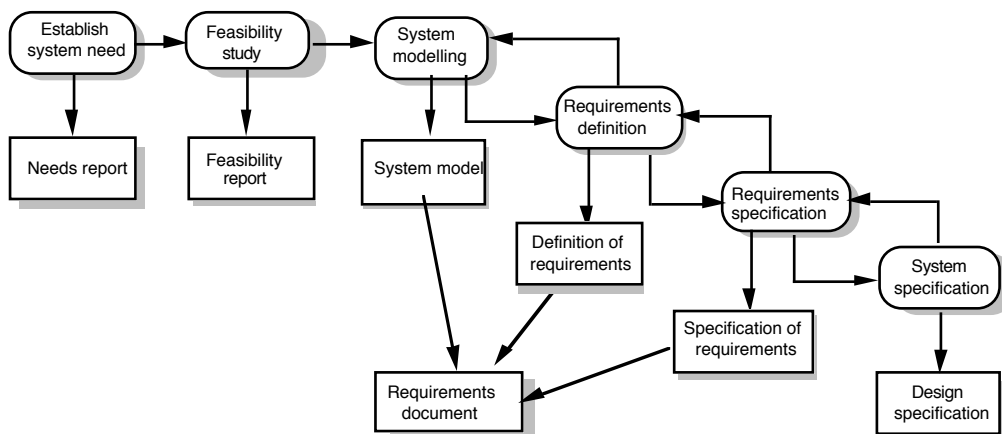 Establish
system need
Feasibility
study
System
modelling
Requirements
definition
Needs report
Feasibility
report
System model
Requirements
specification
Definition of
requirements
System
specification
Specification of
requirements
Requirements
document
Design
specification